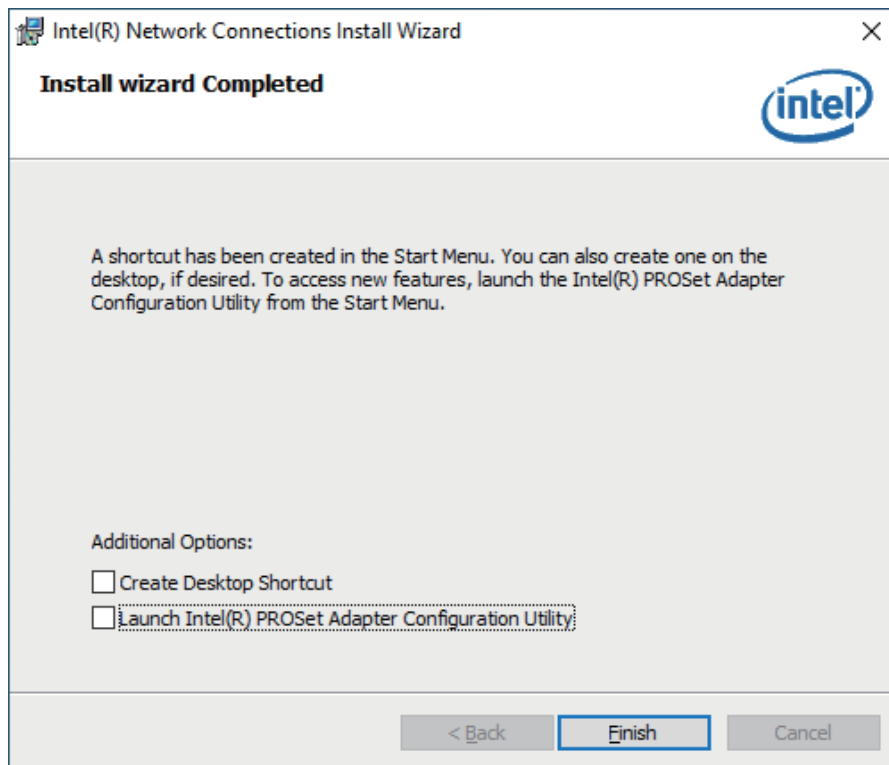 Intel(R) Network Connections Install Wizard
Install wizard Completed
intel
A shortcut has been created in the Start Menu. You can also create one on the
desktop, if desired. To access new features, launch the Intel(R) PROSet Adapter
Configuration Utility from the Start Menu.
Additional Options:
Create Desktop Shortcut
Launch Intel(R) PROSet Adapter Configuration Utility
< Back
Finish
Cancel